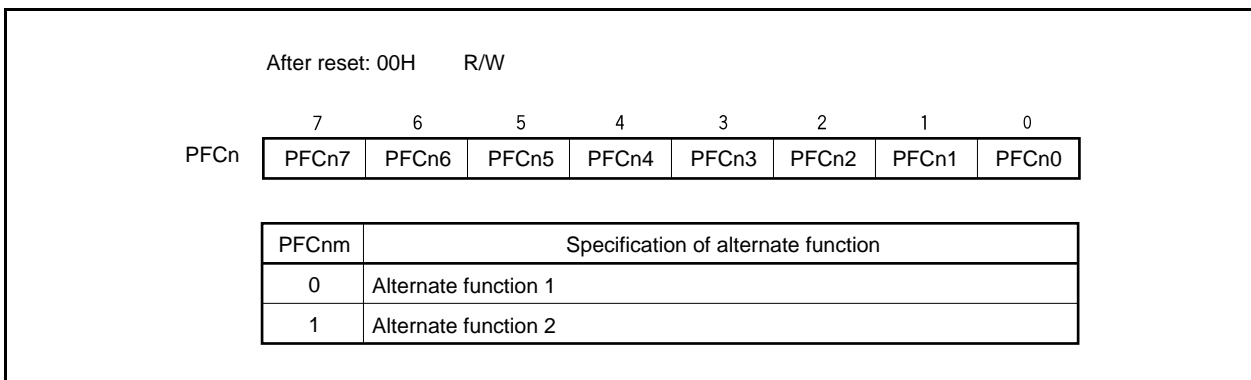 After reset: 00H R/W
7 6 5 4 3 2 1 0
PFCn PFCn7 PFCn6 PFCn5 PFCn4 PFCn3 PFCn2 PFCn1 PFCn0
PFCnm Specification of alternate function
0 Alternate function 1
1 Alternate function 2